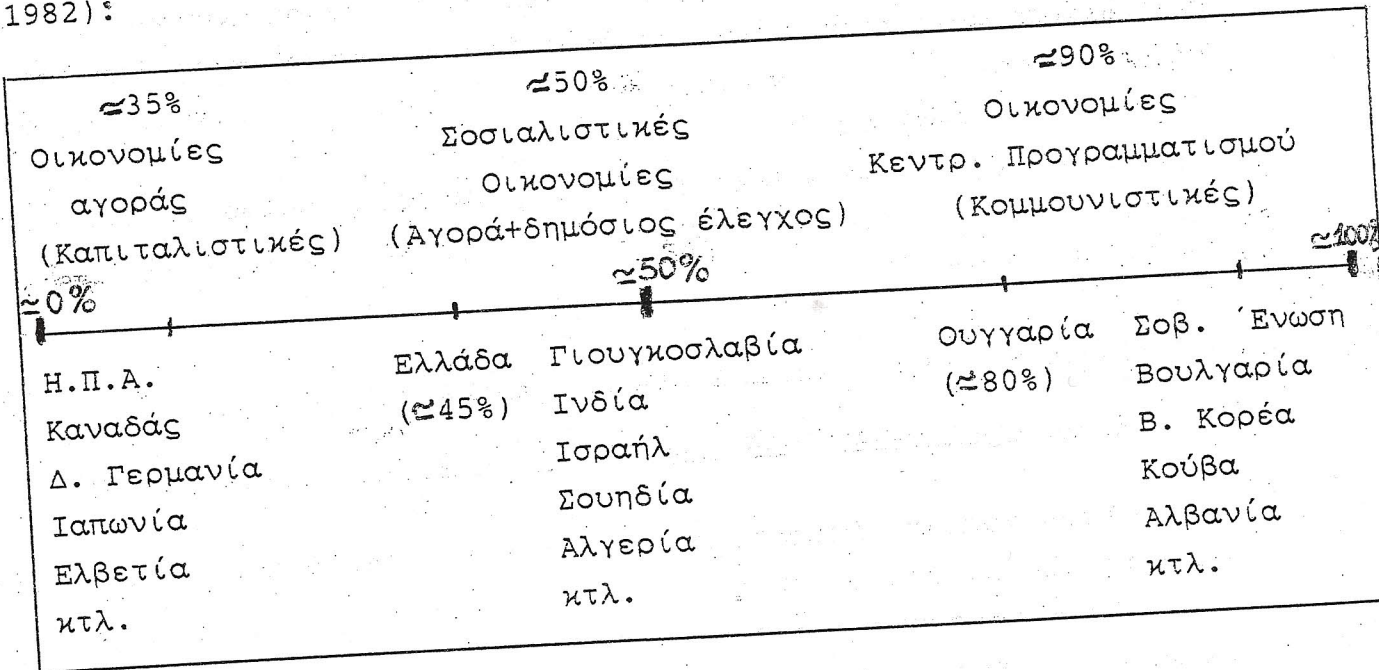 1982):
≃35%
Οικονομίες
αγοράς
(Καπιταλιστικές)
≃50%
Σοσιαλιστικές
Οικονομίες
(Αγορά+δημόσιος έλεγχος)
≃90%
Οικονομίες
Κεντρ. Προγραμματισμού
(Κομμουνιστικές)
≃0%
≃50%
≃100%
Η.Π.Α.
Καναδάς
Δ. Γερμανία
Ιαπωνία
Ελβετία
κτλ.
Ελλάδα
(≃45%)
Γιουγκοσλαβία
Ινδία
Ισραήλ
Σουηδία
Αλγερία
κτλ.
Ουγγαρία
(≃80%)
Σοβ. Ένωση
Βουλγαρία
Β. Κορέα
Κούβα
Αλβανία
κτλ.